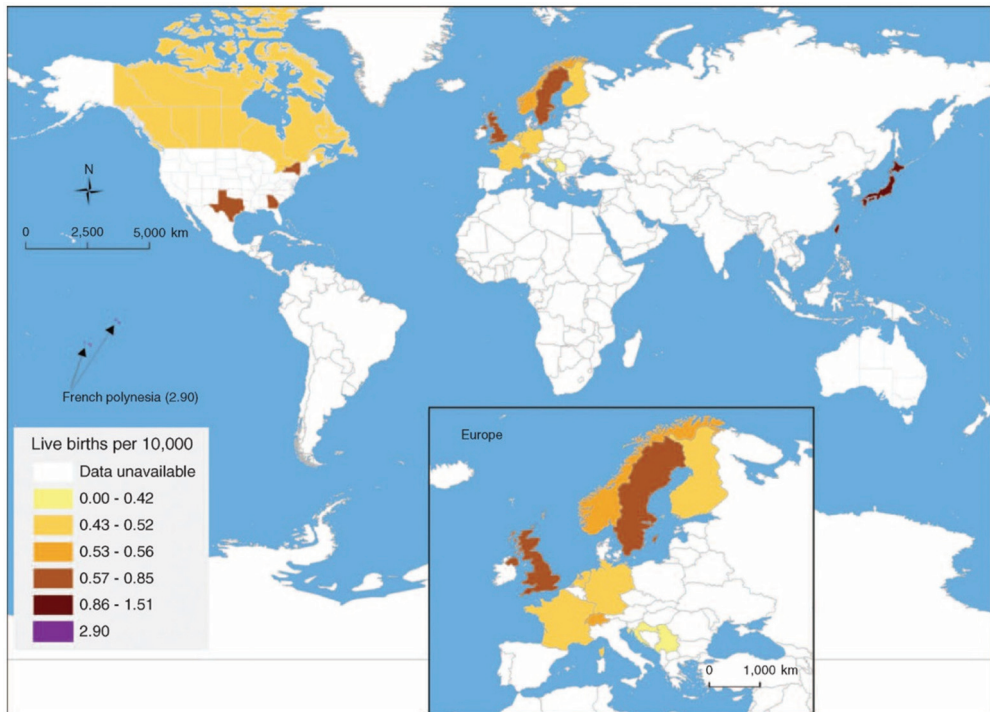 N
0 2,500 5,000 km
French polynesia (2.90)
Live births per 10,000
Data unavailable
0.00 - 0.42
0.43 - 0.52
0.53 - 0.56
0.57 - 0.85
0.86 - 1.51
2.90
Europe
0 1,000 km